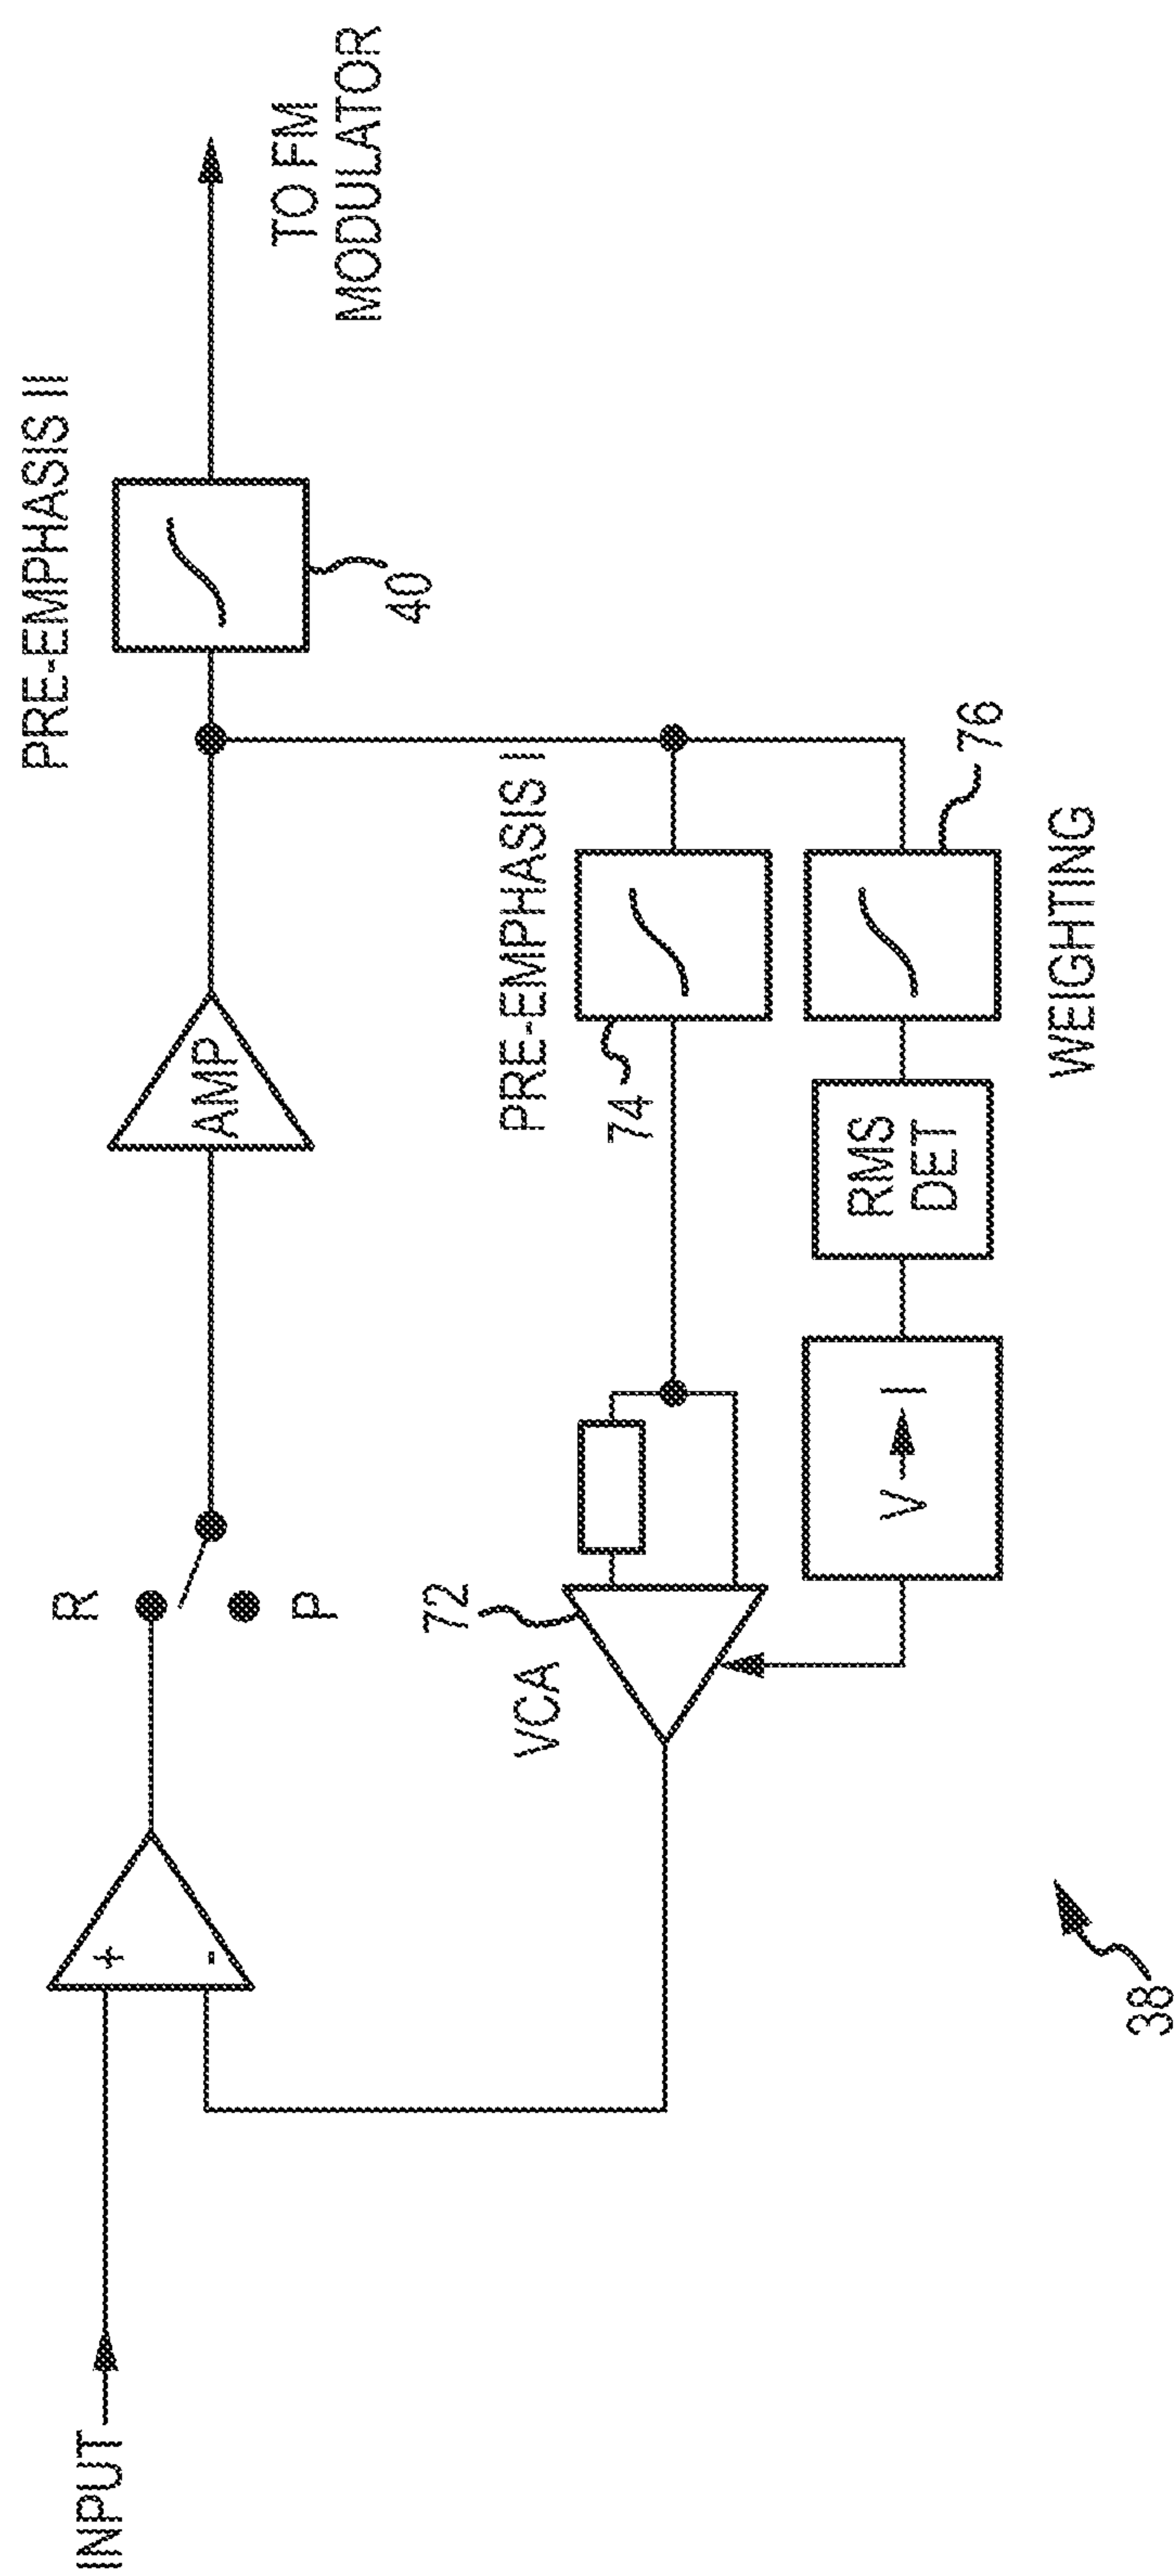 INPUT
+
-
R
P
AMP
PRE-EMPHASIS II
40
TO FM
MODULATOR
VCA
72
PRE-EMPHASIS I
74
V I
RMS
DET
76
WEIGHTING
38